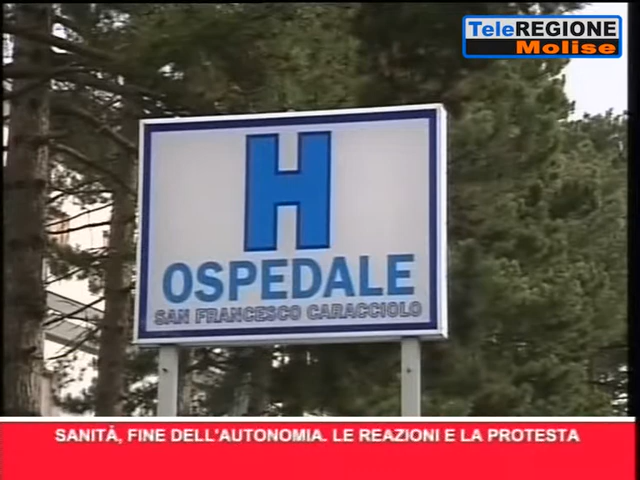 TeleREGIONE
Molise
H
OSPEDALE
SAN FRANCESCO CARACCIOLO
SANITÀ, FINE DELL'AUTONOMIA. LE REAZIONI E LA PROTESTA